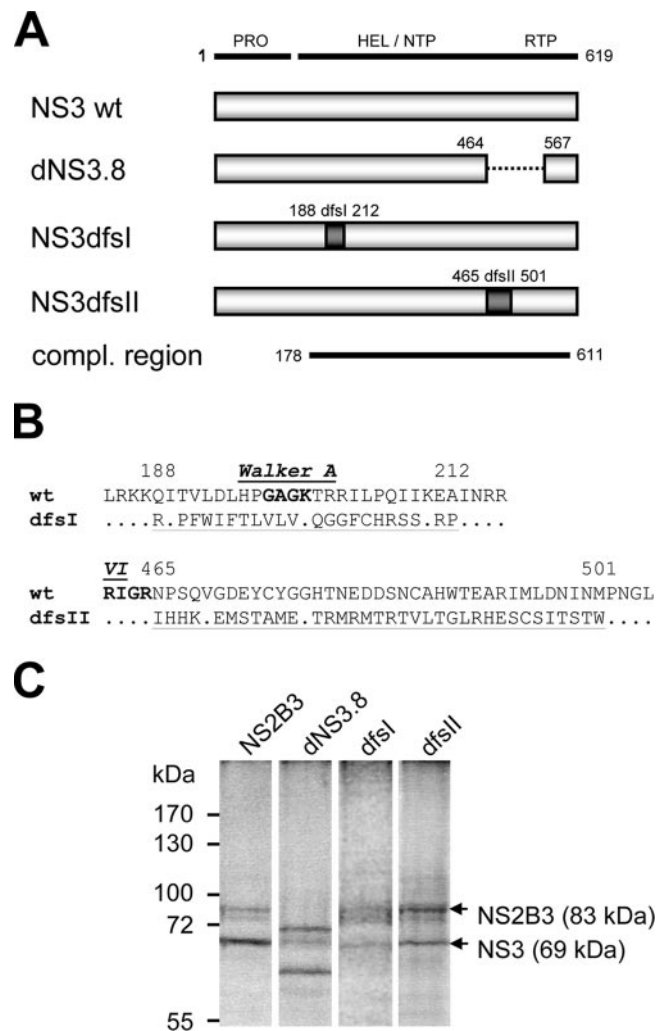 A
PRO HEL / NTP RTP
1 619
NS3 wt
464 567
dNS3.8
188 dfsI 212
NS3dfsI
465 dfsII 501
NS3dfsII
compl. region 178 611
B
188 Walker A 212
wt LRKKQITVLDLHPGAGKTRRILPQIIKEAINRR
dfsI ....R.PFWIFTLVLV.QGGFCHRSS.RP....
VI 465 501
wt RIGRNPSQVGDEYCYGGHTNEDDSNCAHWTEARIMLDNINMPNGL
dfsII ....IHHK.EMSTAME.TRMRMTRTVLTGLRHESCSITSTW....
C
NS2B3 dNS3.8 dfsI dfsII
kDa
170
130
100
72
55
NS2B3 (83 kDa)
NS3 (69 kDa)